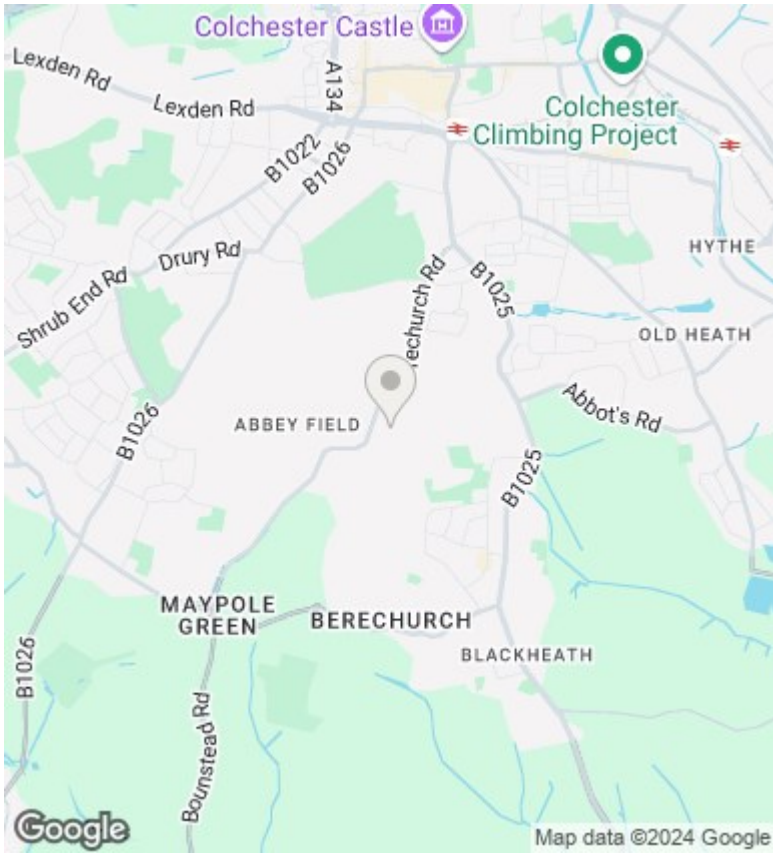 Colchester Castle
Lexden Rd
Lexden Rd
A134
Colchester
Climbing Project
B1022
B1026
HYTHE
Drury Rd
Shrub End Rd
B1025
OLD HEATH
echurch Rd
Abbot's Rd
ABBEY FIELD
B1026
B1025
MAYPOLE
GREEN
BERECHURCH
BLACKHEATH
B1026
Bounstead Rd
Google
Map data ©2024 Google